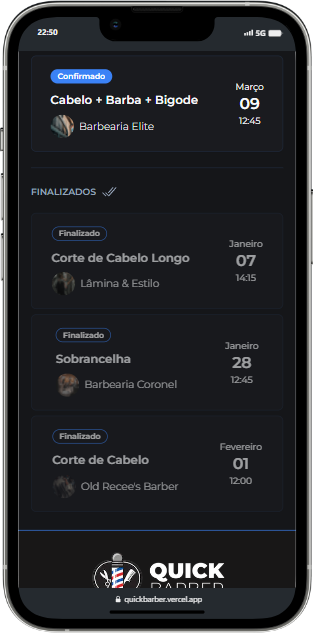 22:50
5G
Confirmado
Cabelo + Barba + Bigode
Barbearia Elite
Março
09
12:45
FINALIZADOS
Finalizado
Corte de Cabelo Longo
Lâmina & Estilo
Janeiro
07
14:15
Finalizado
Sobrancelha
Barbearia Coronel
Janeiro
28
12:45
Finalizado
Corte de Cabelo
Old Recee's Barber
Fevereiro
01
12:00
QUICK
BARBER
quickbarber.vercel.app